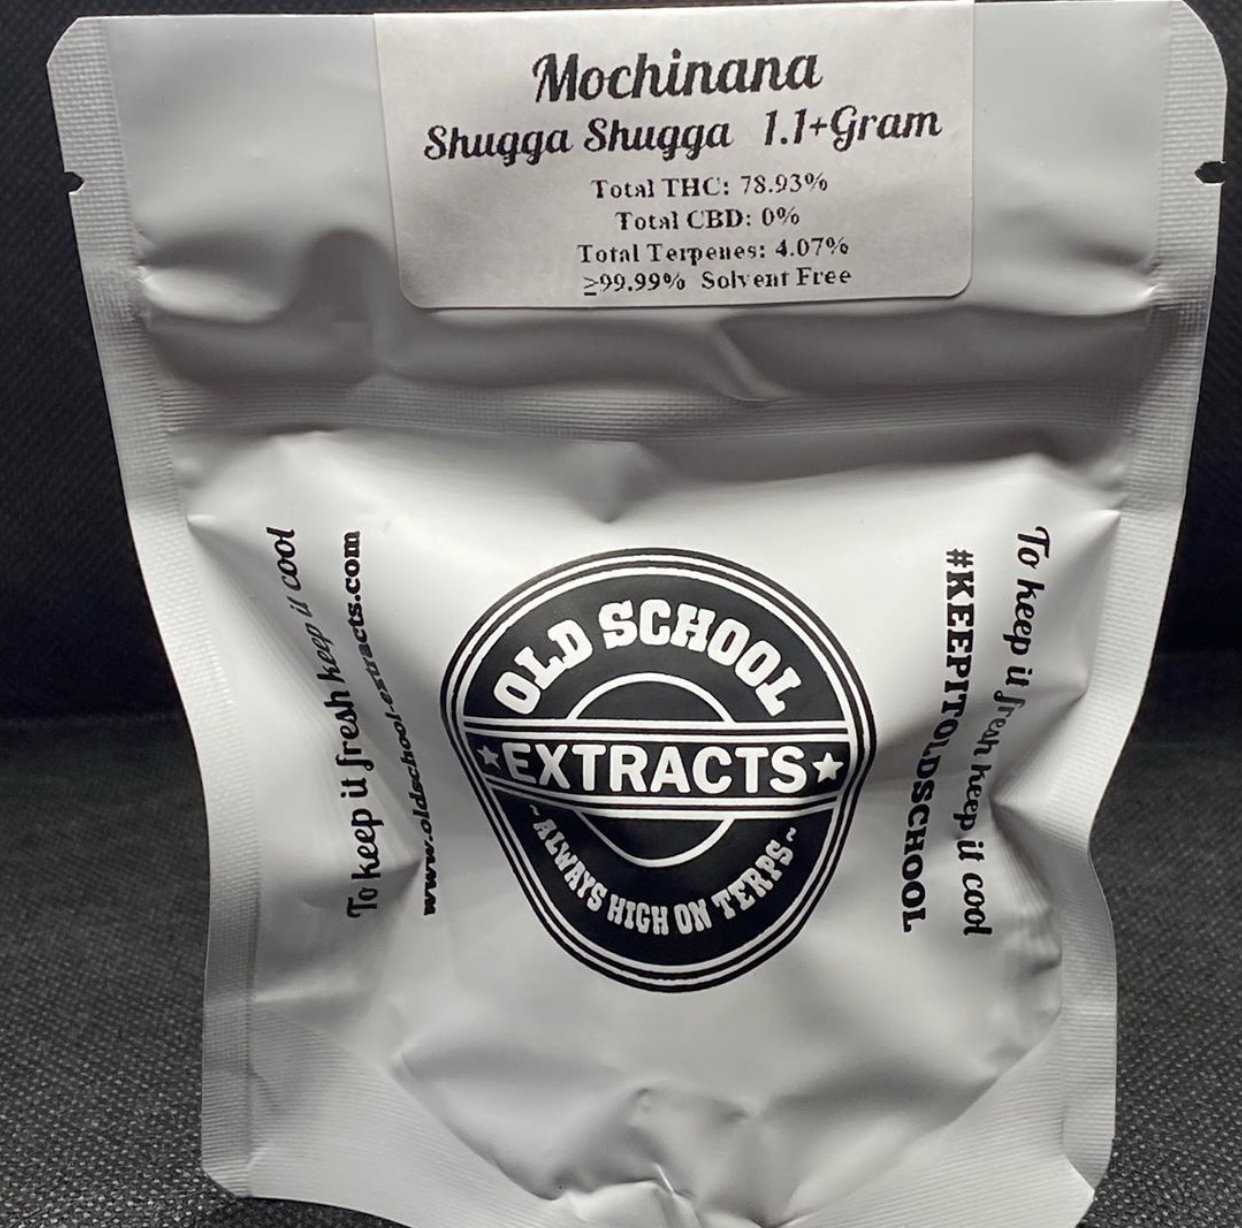 Mochinana
Shugga Shugga 1.1+Gram
Total THC: 78.93%
Total CBD: 0%
Total Terpenes: 4.07%
≥99.99% Solvent Free
To keep it fresh keep it cool
www.oldschool-extracts.com
OLD SCHOOL
EXTRACTS
~ALWAYS HIGH ON TERPS~
To keep it fresh keep it cool
#KEEPITOLDSCHOOL